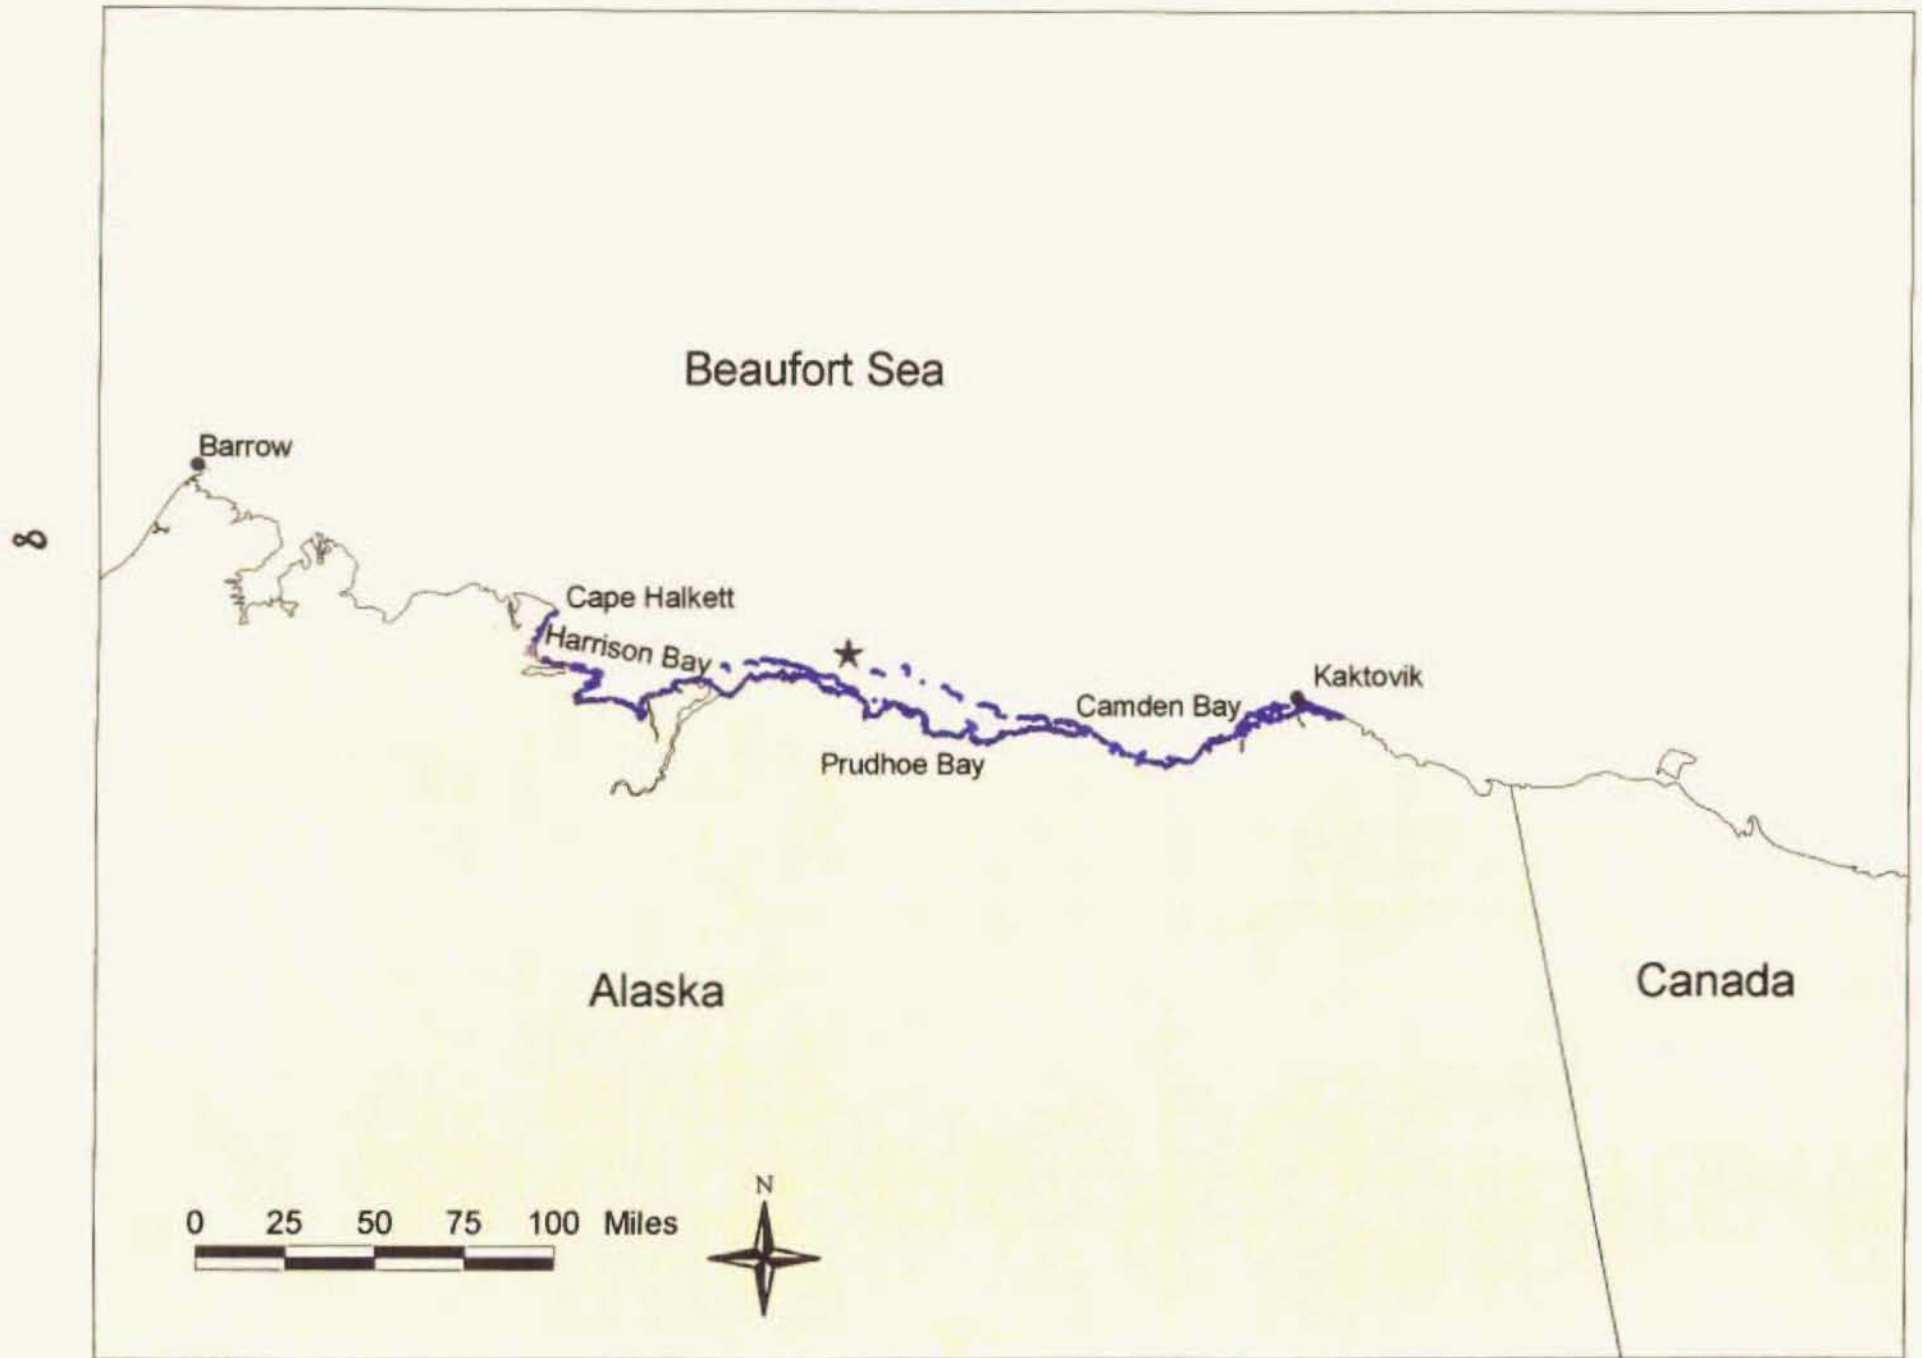 Beaufort Sea
Barrow
8
Cape Halkett
Harrison Bay
Kaktovik
Camden Bay
Prudhoe Bay
Alaska
Canada
N
0 25 50 75 100 Miles